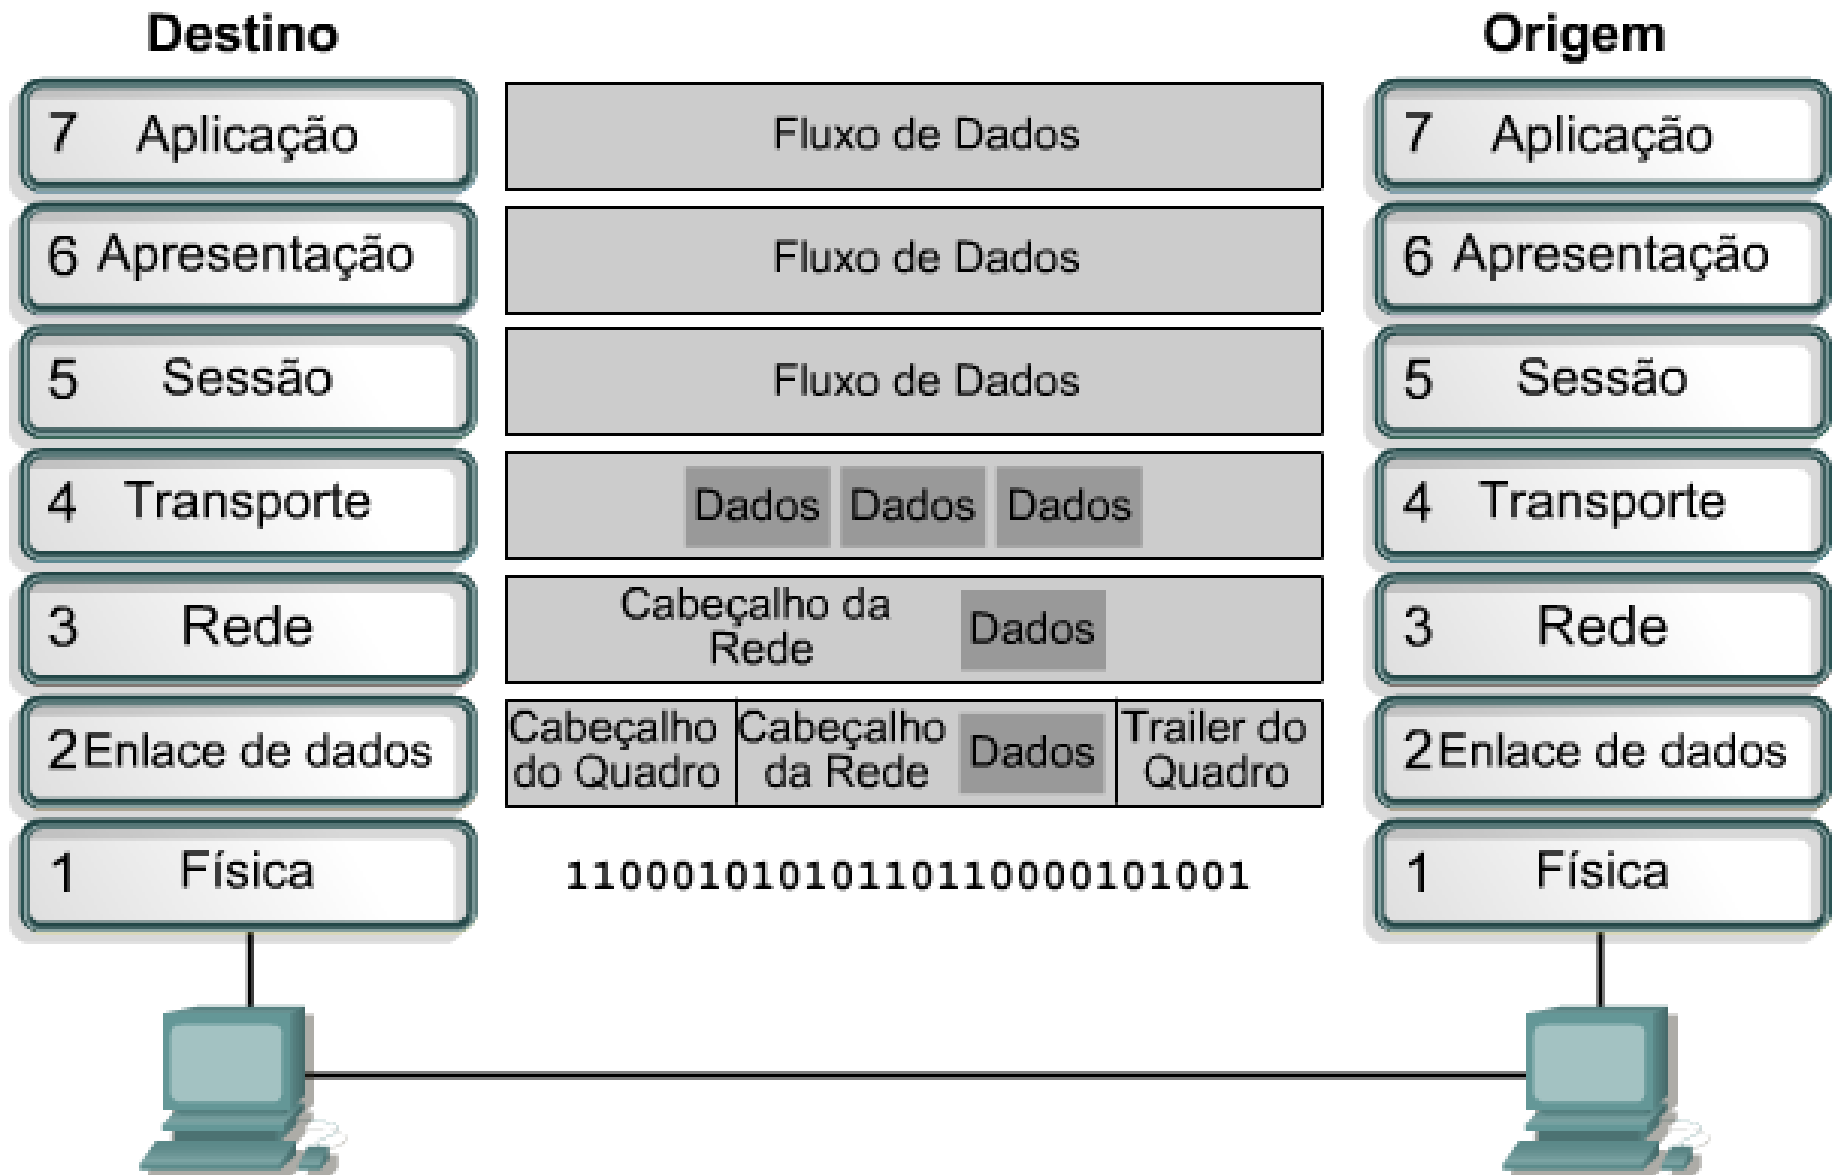 Destino
Origem
7 Aplicação
Fluxo de Dados
7 Aplicação
6 Apresentação
Fluxo de Dados
6 Apresentação
5 Sessão
Fluxo de Dados
5 Sessão
4 Transporte
Dados Dados Dados
4 Transporte
3 Rede
Cabeçalho da
Rede
Dados
3 Rede
2 Enlace de dados
Cabeçalho
do Quadro
Cabeçalho
da Rede
Dados
Trailer do
Quadro
2 Enlace de dados
1 Física
11000101010110110000101001
1 Física